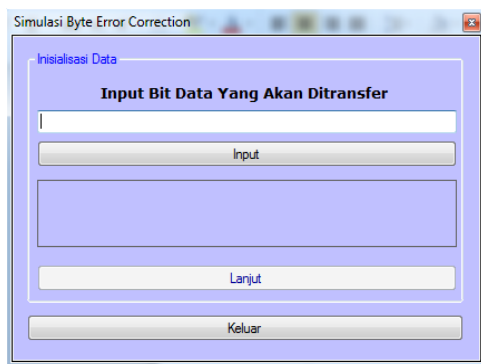 Simulasi Byte Error Correction
Inisialisasi Data
Input Bit Data Yang Akan Ditransfer
Input
Lanjut
Keluar